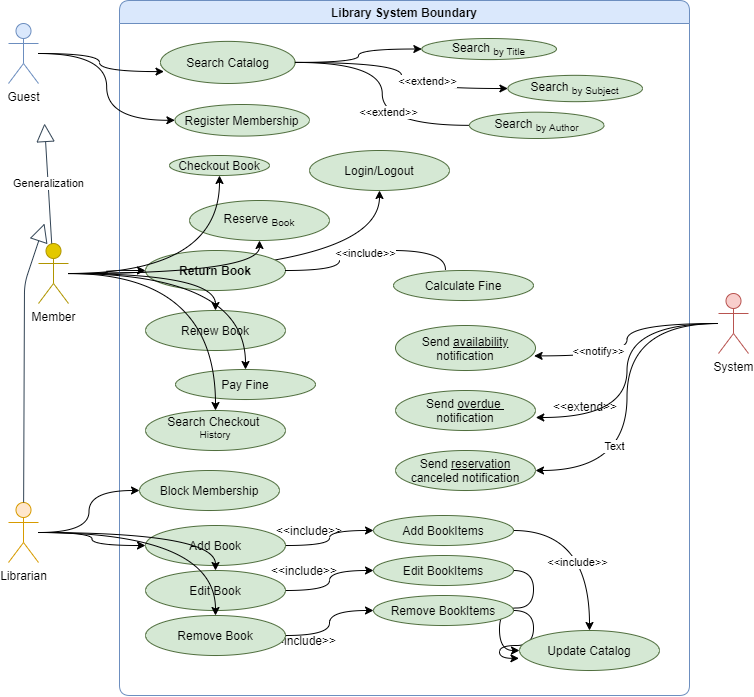 Library System Boundary
Guest
Search Catalog
Search by Title
<<extend>>
Search by Subject
<<extend>>
Search by Author
Register Membership
Generalization
Checkout Book
Login/Logout
Reserve Book
Return Book
<<include>>
Calculate Fine
Member
Renew Book
Pay Fine
Search Checkout
History
Send availability
notification
<<notify>>
System
Send overdue
notification
<<extend>>
Text
Send reservation
canceled notification
Block Membership
Librarian
Add Book
<<include>>
Add BookItems
<<include>>
Edit Book
<<include>>
Edit BookItems
Remove Book
include>>
Remove BookItems
Update Catalog